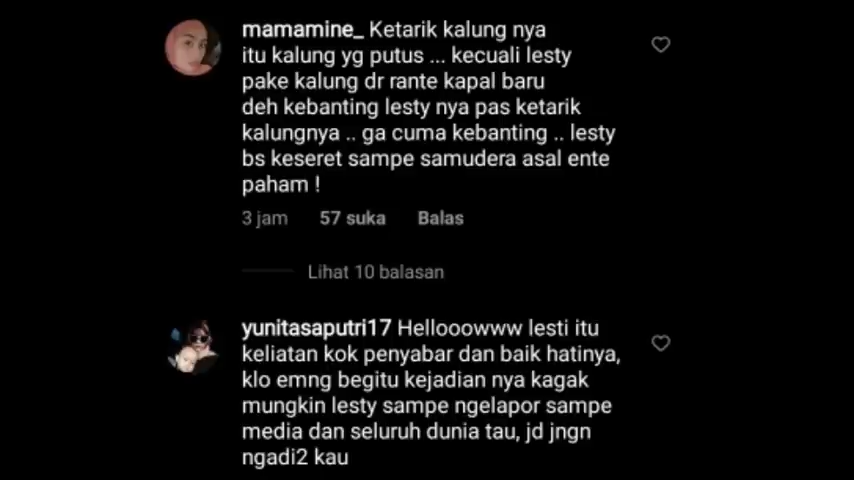 mamamine_ Ketarik kalung nya
itu kalung yg putus ... kecuali lesty
pake kalung dr rante kapal baru
deh kebanting lesty nya pas ketarik
kalungnya .. ga cuma kebanting .. lesty
bs keseret sampe samudera asal ente
paham !
3 jam 57 suka Balas
Lihat 10 balasan
yunitasaputri17 Hellooowww lesti itu
keliatan kok penyabar dan baik hatinya,
klo emng begitu kejadian nya kagak
mungkin lesty sampe ngelapor sampe
media dan seluruh dunia tau, jd jngn
ngadi2 kau